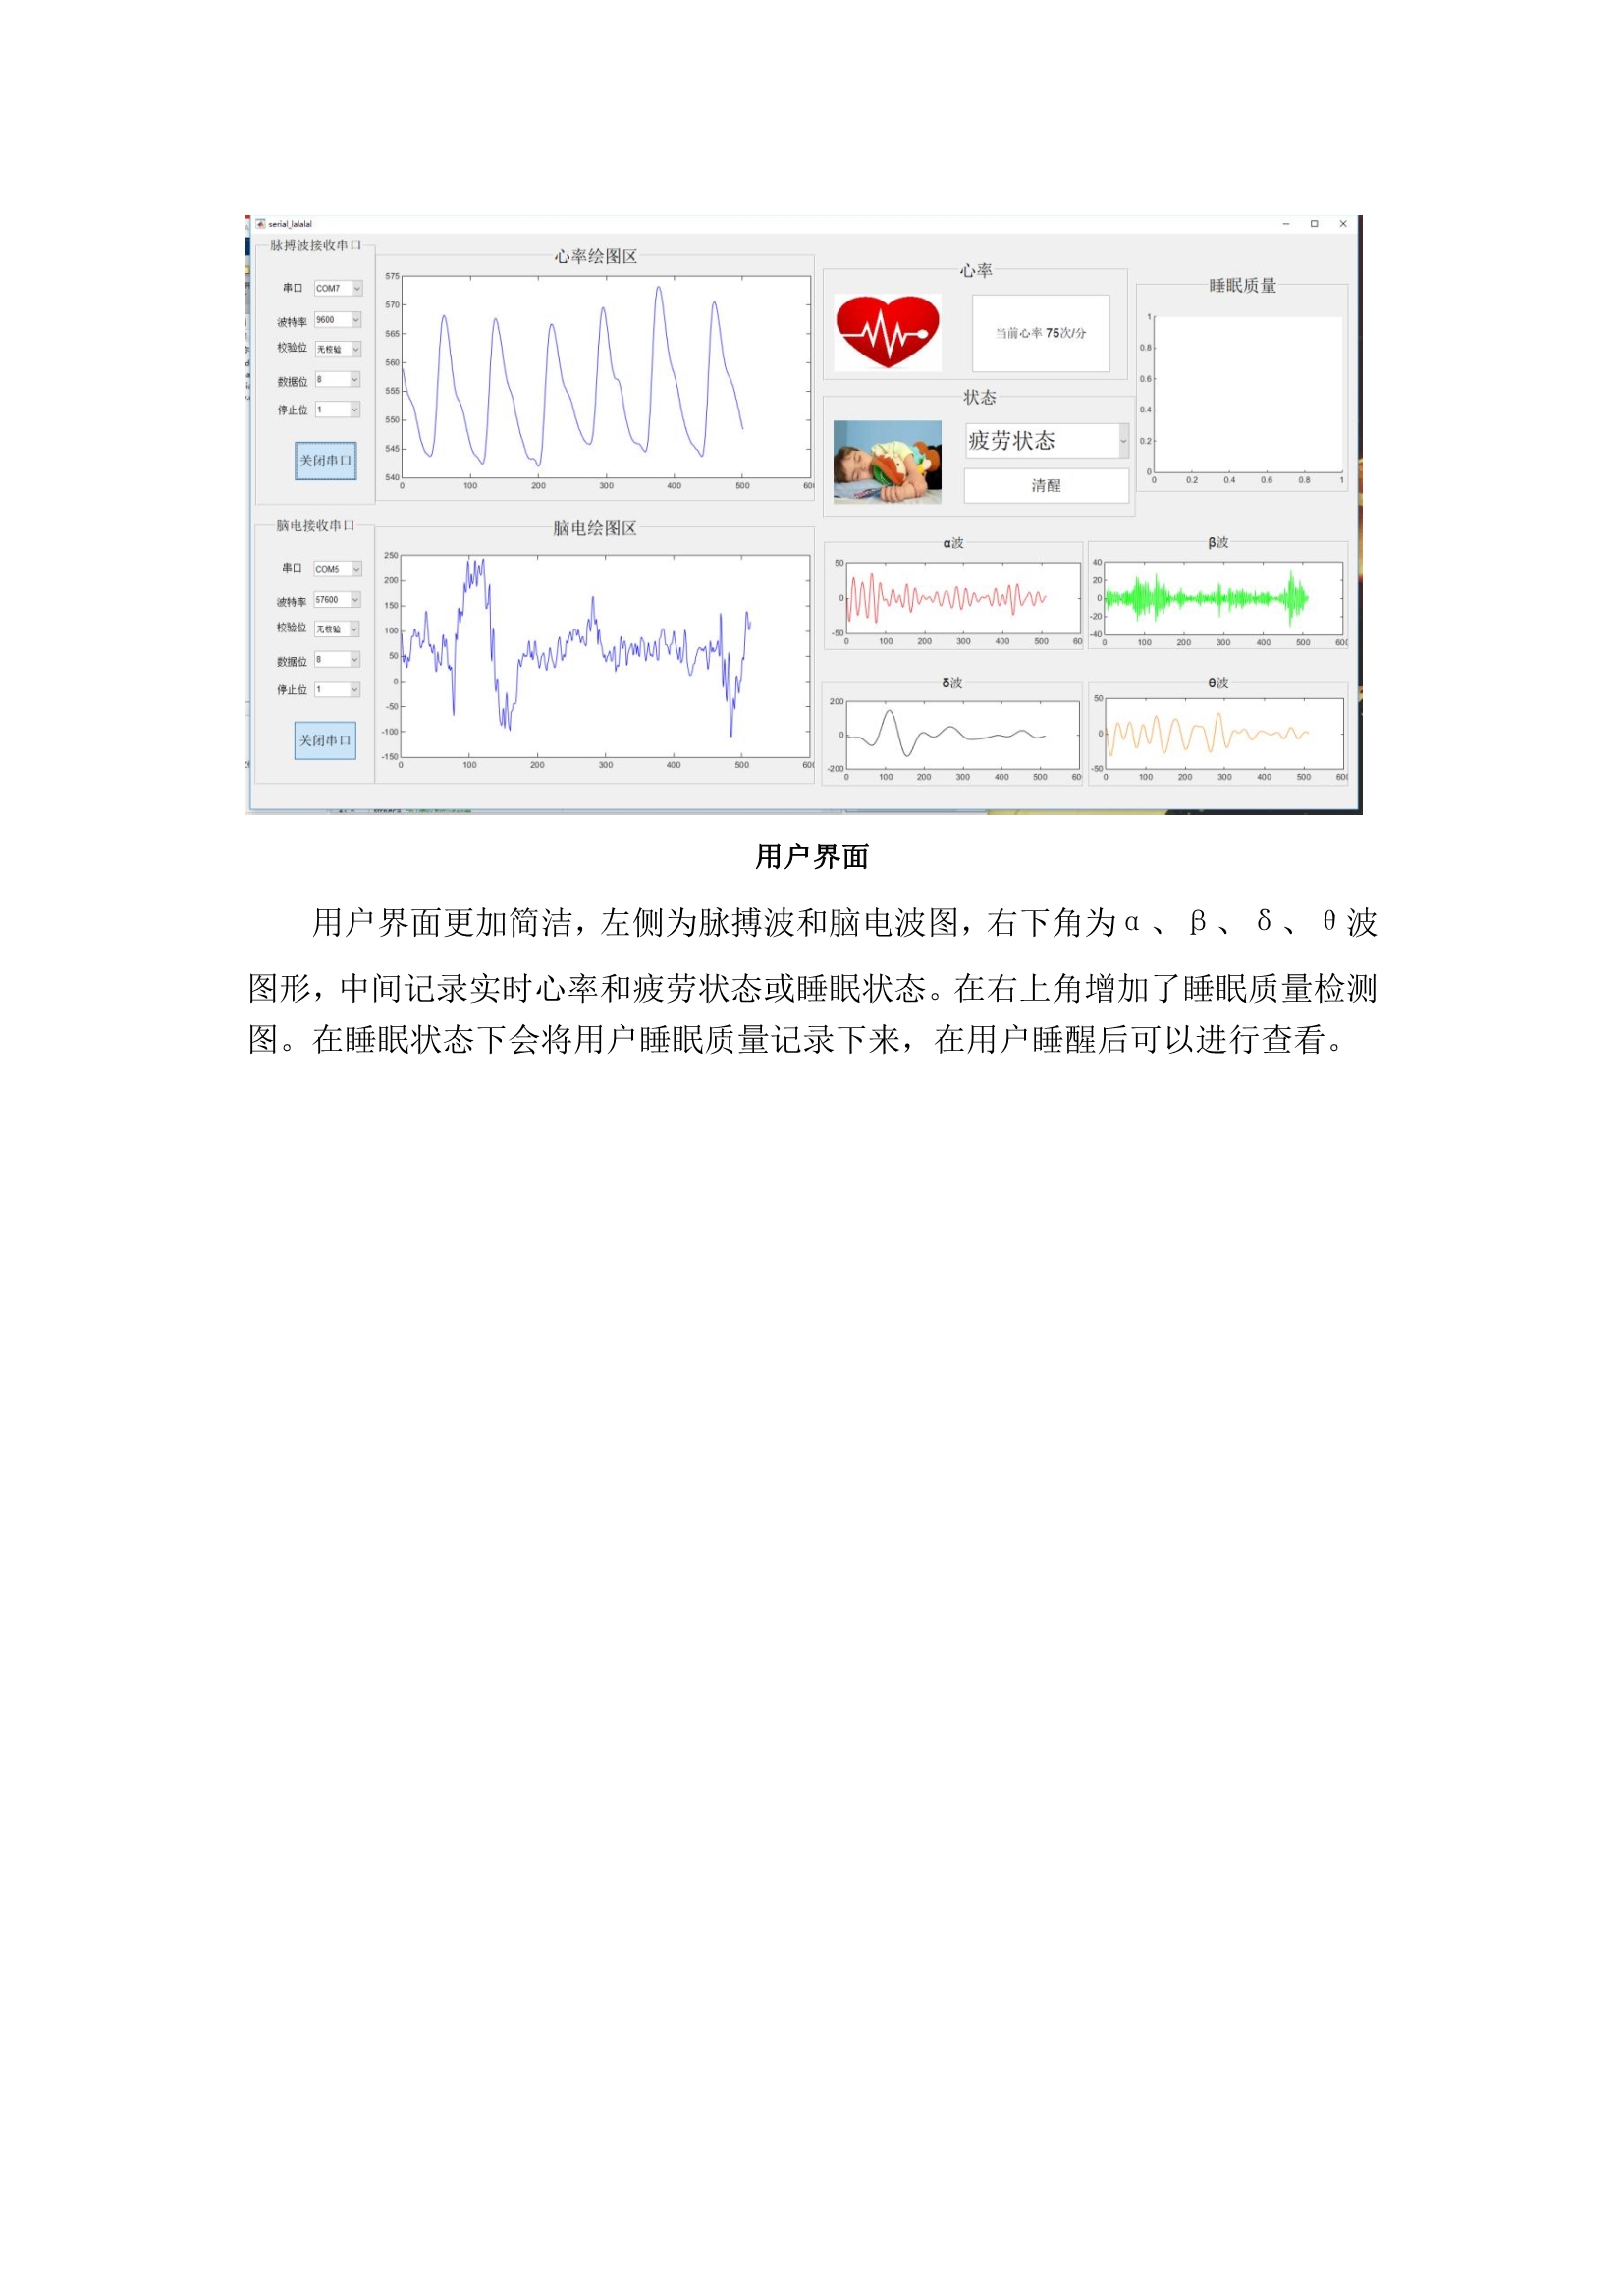 serial_lalalal
脉搏波接收串口
串口 COM7
波特率 9600
校验位 无校验
数据位 8
停止位 1
关闭串口
心率绘图区
575
570
565
560
555
550
545
540
0 100 200 300 400 500
心率
当前心率 75次/分
状态
疲劳状态
清醒
睡眠质量
1
0.8
0.6
0.4
0.2
0
0 0.2 0.4 0.6 0.8 1
脑电接收串口
串口 COM5
波特率 57600
校验位 无校验
数据位 8
停止位 1
关闭串口
脑电绘图区
250
200
150
100
50
0
-50
-100
-150
0 100 200 300 400 500
α波
50
0
-50
0 100 200 300 400 500
β波
40
20
0
-20
-40
0 100 200 300 400 500
δ波
200
0
-200
0 100 200 300 400 500
θ波
50
0
-50
0 100 200 300 400 500
用户界面
用户界面更加简洁，左侧为脉搏波和脑电波图，右下角为α、β、δ、θ波
图形，中间记录实时心率和疲劳状态或睡眠状态。在右上角增加了睡眠质量检测
图。在睡眠状态下会将用户睡眠质量记录下来，在用户睡醒后可以进行查看。